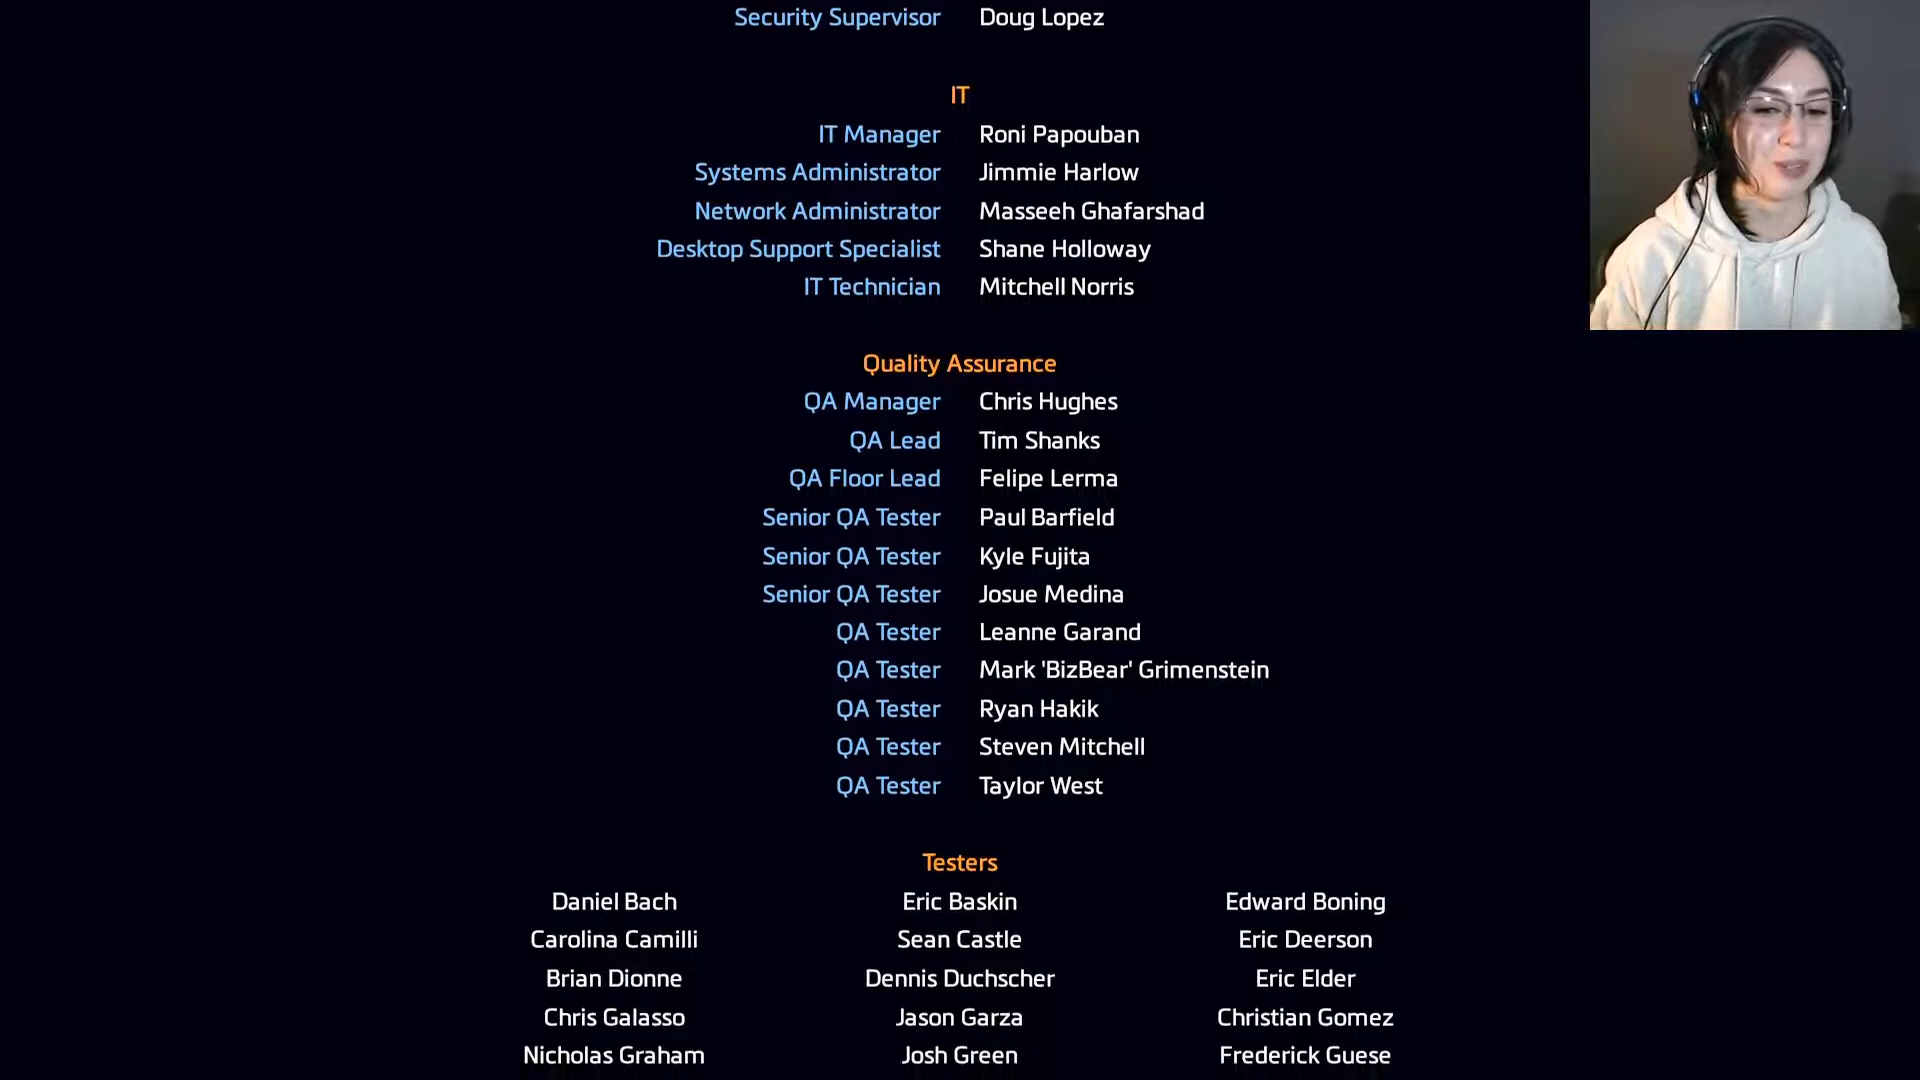 Security Supervisor Doug Lopez
IT
IT Manager Roni Papouban
Systems Administrator Jimmie Harlow
Network Administrator Masseeh Ghafarshad
Desktop Support Specialist Shane Holloway
IT Technician Mitchell Norris
Quality Assurance
QA Manager Chris Hughes
QA Lead Tim Shanks
QA Floor Lead Felipe Lerma
Senior QA Tester Paul Barfield
Senior QA Tester Kyle Fujita
Senior QA Tester Josue Medina
QA Tester Leanne Garand
QA Tester Mark 'BizBear' Grimenstein
QA Tester Ryan Hakik
QA Tester Steven Mitchell
QA Tester Taylor West
Testers
Daniel Bach Eric Baskin Edward Boning
Carolina Camilli Sean Castle Eric Deerson
Brian Dionne Dennis Duchscher Eric Elder
Chris Galasso Jason Garza Christian Gomez
Nicholas Graham Josh Green Frederick Guese